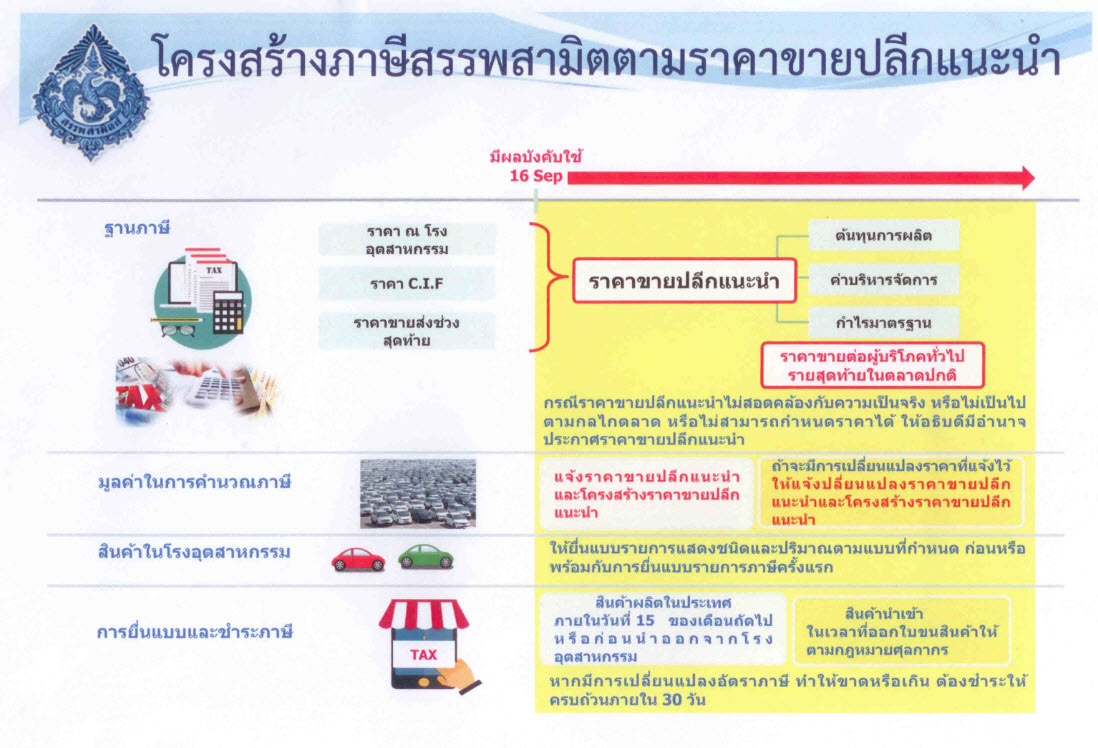 โครงสร้างภาษีสรรพสามิตตามราคาขายปลีกแนะนำ
สรรพสามิต
มีผลบังคับใช้
16 Sep
ฐานภาษี
TAX
TAX
ราคา ณ โรง
อุตสาหกรรม
ราคา C.I.F
ราคาขายส่งช่วง
สุดท้าย
ราคาขายปลีกแนะนำ
ต้นทุนการผลิต
ค่าบริหารจัดการ
กำไรมาตรฐาน
ราคาขายต่อผู้บริโภคทั่วไป
รายสุดท้ายในตลาดปกติ
กรณีราคาขายปลีกแนะนำไม่สอดคล้องกับความเป็นจริง หรือไม่เป็นไป
ตามกลไกตลาด หรือไม่สามารถกำหนดราคาได้ ให้อธิบดีมีอำนาจ
ประกาศราคาขายปลีกแนะนำ
มูลค่าในการคำนวณภาษี
แจ้งราคาขายปลีกแนะนำ
และโครงสร้างราคาขายปลีก
แนะนำ
ถ้าจะมีการเปลี่ยนแปลงราคาที่แจ้งไว้
ให้แจ้งเปลี่ยนแปลงราคาขายปลีก
แนะนำและโครงสร้างราคาขายปลีก
แนะนำ
สินค้าในโรงอุตสาหกรรม
ให้ยื่นแบบรายการแสดงชนิดและปริมาณตามแบบที่กำหนด ก่อนหรือ
พร้อมกับการยื่นแบบรายการภาษีครั้งแรก
การยื่นแบบและชำระภาษี
TAX
สินค้าผลิตในประเทศ
ภายในวันที่ 15 ของเดือนถัดไป
หรือก่อนนำออกจากโรง
อุตสาหกรรม
สินค้านำเข้า
ในเวลาที่ออกใบขนสินค้าให้
ตามกฎหมายศุลกากร
หากมีการเปลี่ยนแปลงอัตราภาษี ทำให้ขาดหรือเกิน ต้องชำระให้
ครบถ้วนภายใน 30 วัน